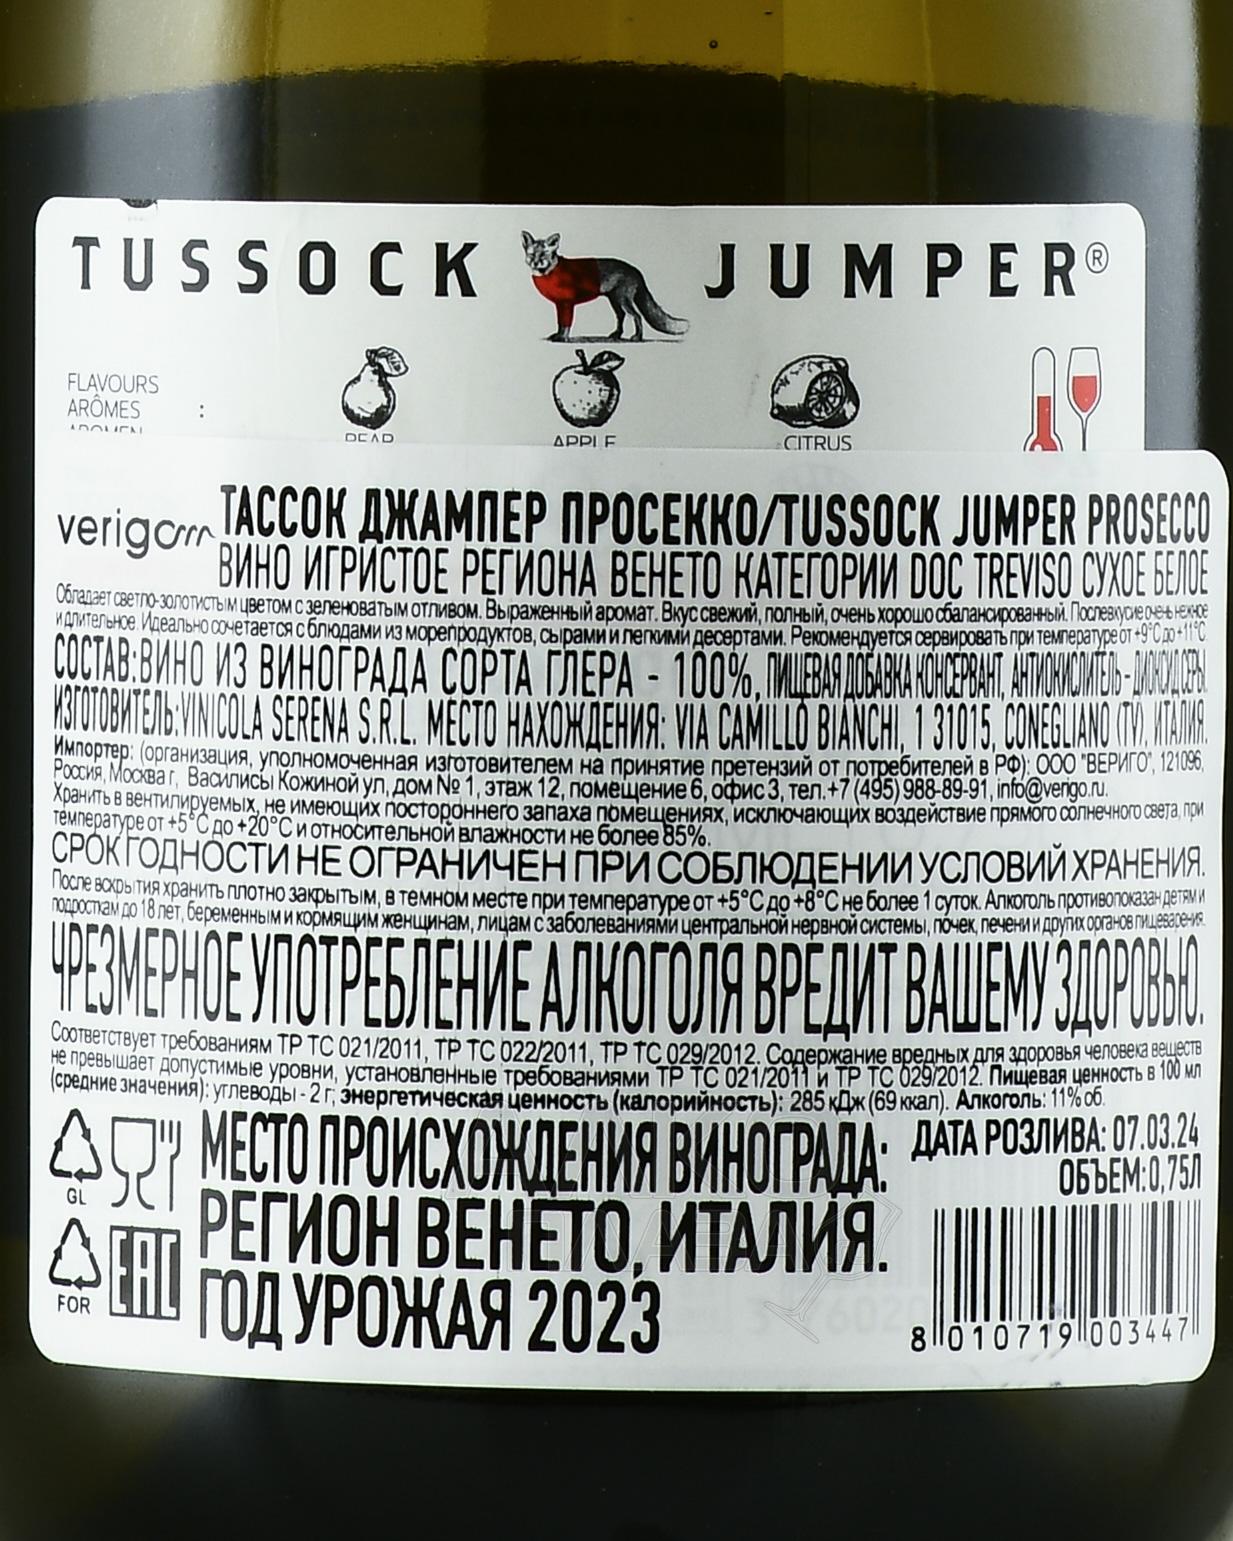 TUSSOCK JUMPER®
FLAVOURS
ARÔMES :
AROMEN
PEAR APPLE CITRUS
verigo
ТАССОК ДЖАМПЕР ПРОСЕККО/TUSSOCK JUMPER PROSECCO
ВИНО ИГРИСТОЕ РЕГИОНА ВЕНЕТО КАТЕГОРИИ DOC TREVISO СУХОЕ БЕЛОЕ
Обладает светло-золотистым цветом с зеленоватым отливом. Выраженный аромат. Вкус свежий, полный, очень хорошо сбалансированный. Послевкусие очень нежное
и длительное. Идеально сочетается с блюдами из морепродуктов, сырами и легкими десертами. Рекомендуется сервировать при температуре от +9°С до +11°С.
СОСТАВ:ВИНО ИЗ ВИНОГРАДА СОРТА ГЛЕРА - 100%, ПИЩЕВАЯ ДОБАВКА КОНСЕРВАНТ, АНТИОКИСЛИТЕЛЬ - ДИОКСИД СЕРЫ.
ИЗГОТОВИТЕЛЬ:VINICOLA SERENA S.R.L. МЕСТО НАХОЖДЕНИЯ: VIA CAMILLO BIANCHI, 1 31015, CONEGLIANO (TV), ИТАЛИЯ.
Импортер: (организация, уполномоченная изготовителем на принятие претензий от потребителей в РФ): ООО "ВЕРИГО", 121096,
Россия, Москва г, Василисы Кожиной ул, дом № 1, этаж 12, помещение 6, офис 3, тел.+7 (495) 988-89-91, info@verigo.ru.
Хранить в вентилируемых, не имеющих постороннего запаха помещениях, исключающих воздействие прямого солнечного света, при
температуре от +5°С до +20°С и относительной влажности не более 85%.
СРОК ГОДНОСТИ НЕ ОГРАНИЧЕН ПРИ СОБЛЮДЕНИИ УСЛОВИЙ ХРАНЕНИЯ.
После вскрытия хранить плотно закрытым, в темном месте при температуре от +5°С до +8°С не более 1 суток. Алкоголь противопоказан детям и
подросткам до 18 лет, беременным и кормящим женщинам, лицам с заболеваниями центральной нервной системы, почек, печени и других органов пищеварения.
ЧРЕЗМЕРНОЕ УПОТРЕБЛЕНИЕ АЛКОГОЛЯ ВРЕДИТ ВАШЕМУ ЗДОРОВЬЮ.
Соответствует требованиям ТР ТС 021/2011, ТР ТС 022/2011, ТР ТС 029/2012. Содержание вредных для здоровья человека веществ
не превышает допустимые уровни, установленные требованиями ТР ТС 021/2011 и ТР ТС 029/2012. Пищевая ценность в 100 мл
(средние значения): углеводы - 2 г; энергетическая ценность (калорийность): 285 кДж (69 ккал). Алкоголь: 11% об.
МЕСТО ПРОИСХОЖДЕНИЯ ВИНОГРАДА:
РЕГИОН ВЕНЕТО, ИТАЛИЯ.
ГОД УРОЖАЯ 2023
ДАТА РОЗЛИВА: 07.03.24
ОБЪЕМ:0,75Л
GL
FOR
EAC
8 010719 003447